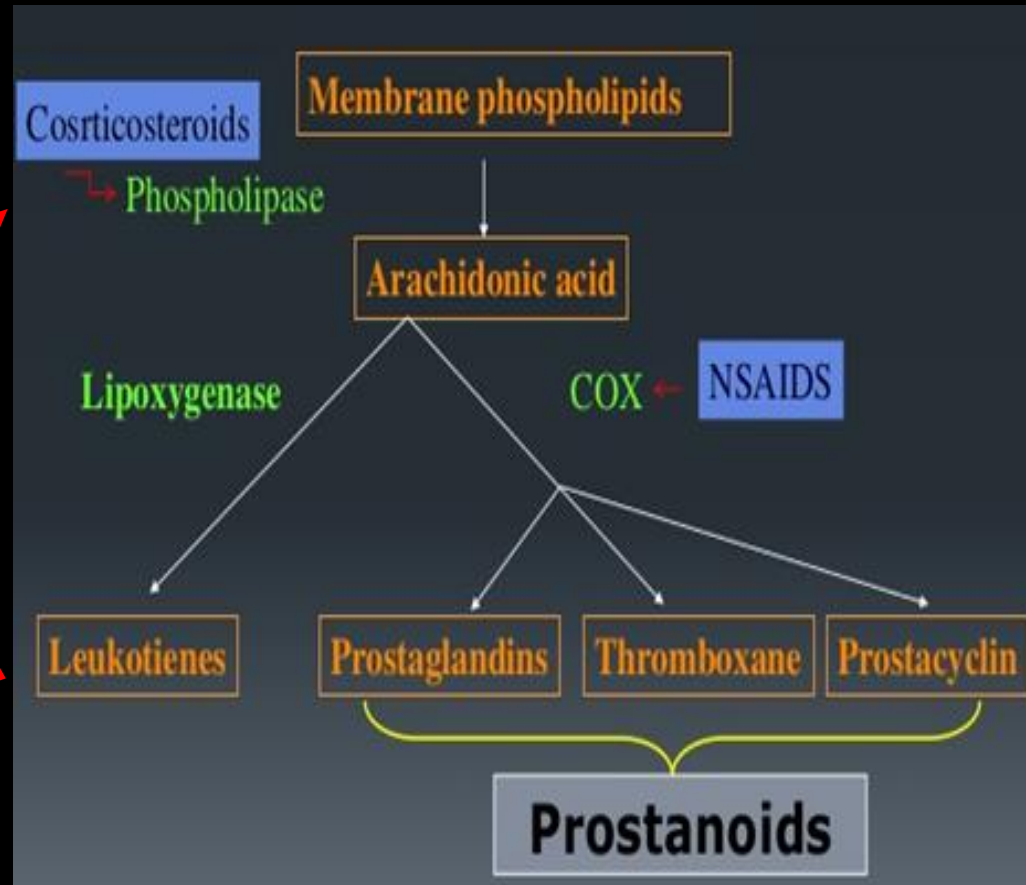 Membrane phospholipids
Cosrticosteroids
Phospholipase
Arachidonic acid
Lipoxygenase
COX
NSAIDS
Leukotienes
Prostaglandins
Thromboxane
Prostacyclin
Prostanoids